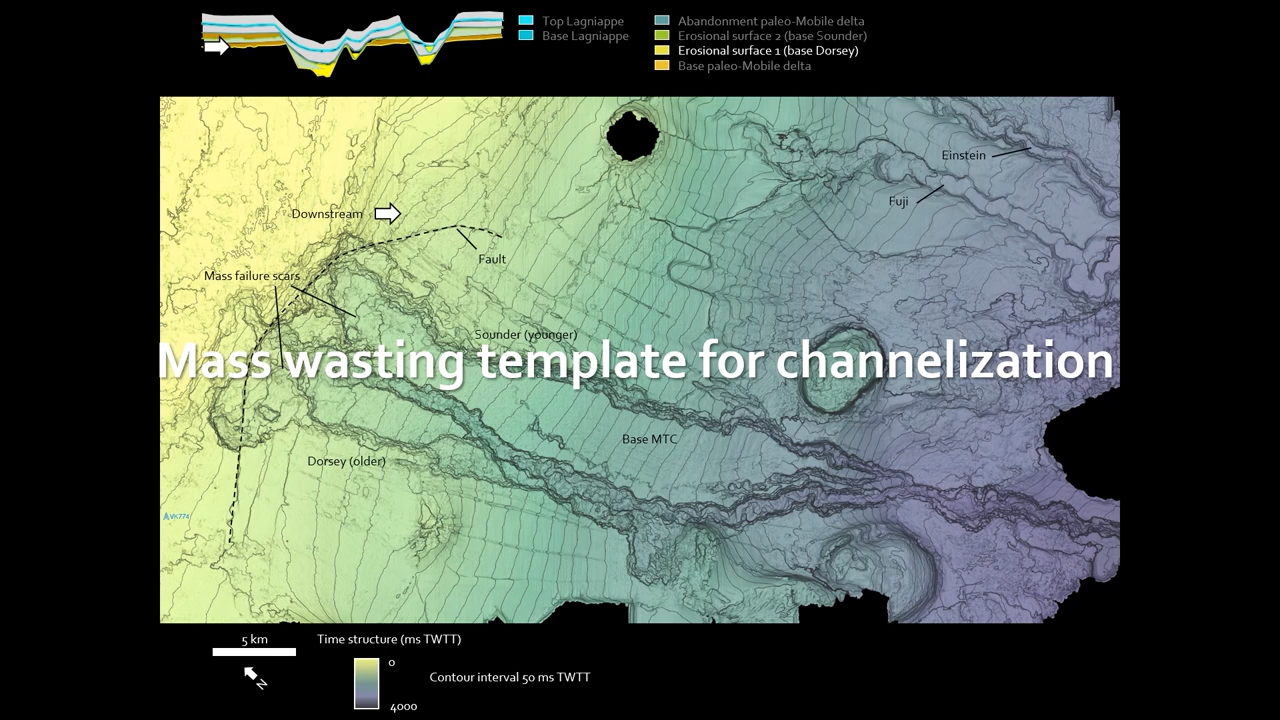 Top Lagniappe
Base Lagniappe
Abandonment paleo-Mobile delta
Erosional surface 2 (base Sounder)
Erosional surface 1 (base Dorsey)
Base paleo-Mobile delta
Einstein
Fuji
Downstream
Fault
Mass failure scars
Sounder (younger)
Mass wasting template for channelization
Base MTC
Dorsey (older)
VK774
5 km
Time structure (ms TWTT)
0
N
Contour interval 50 ms TWTT
4000